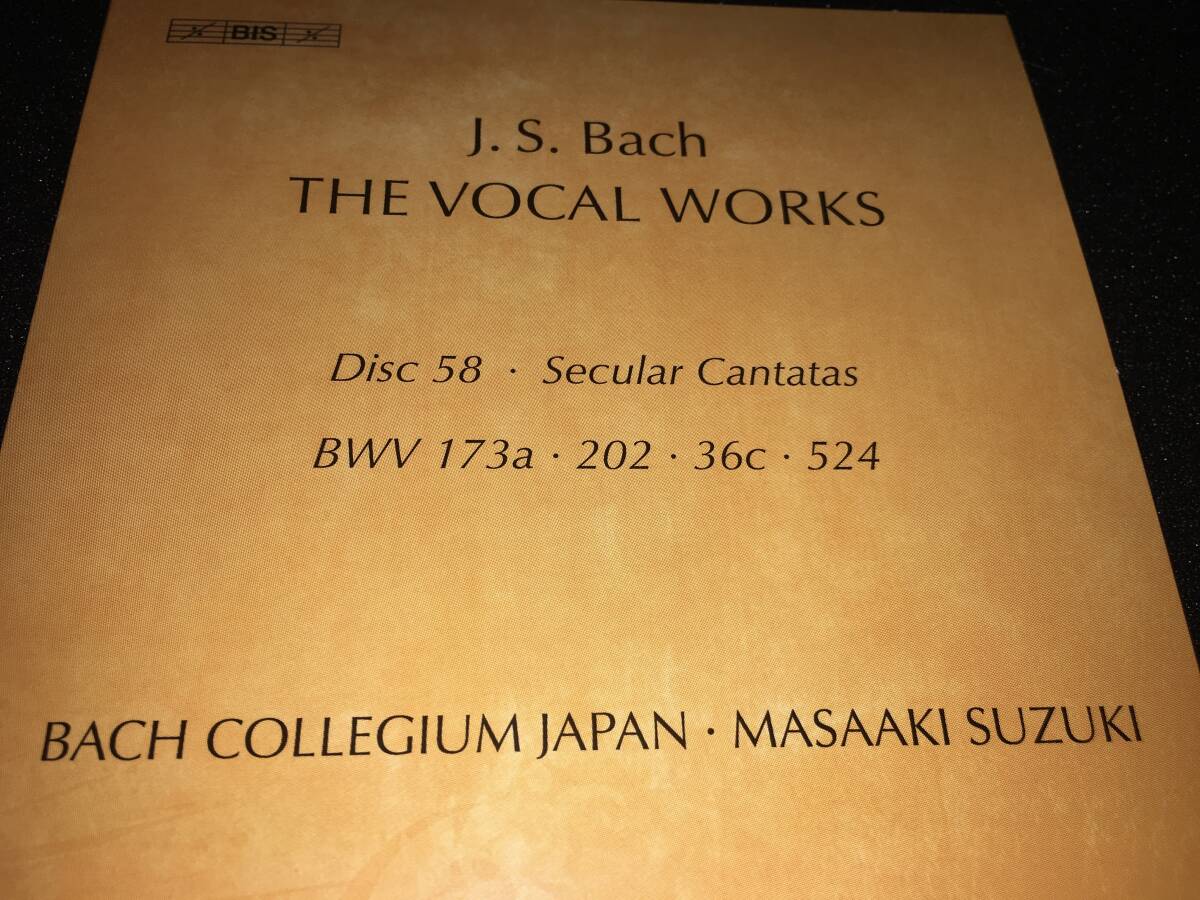 BIS
J. S. Bach
THE VOCAL WORKS
Disc 58 · Secular Cantatas
BWV 173a · 202 · 36c · 524
BACH COLLEGIUM JAPAN · MASAAKI SUZUKI